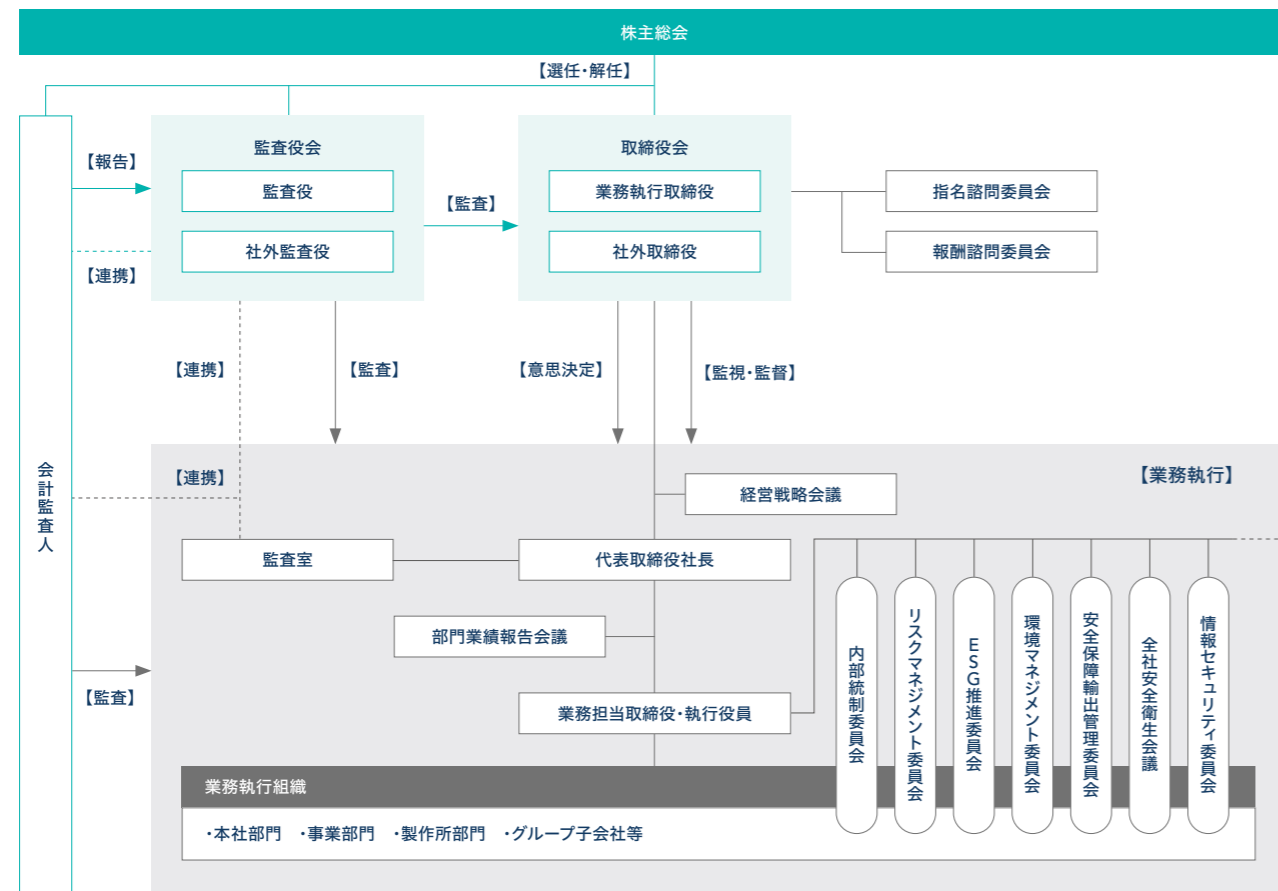 株主総会
【選任・解任】
監査役会
取締役会
【報告】
監査役
【監査】
業務執行取締役
指名諮問委員会
社外監査役
社外取締役
報酬諮問委員会
【連携】
【連携】
【監査】
【意思決定】
【監視・監督】
会計監査人
【連携】
【業務執行】
経営戦略会議
監査室
代表取締役社長
部門業績報告会議
【監査】
業務担当取締役・執行役員
内部統制委員会
リスクマネジメント委員会
ESG推進委員会
環境マネジメント委員会
安全保障輸出管理委員会
全社安全衛生会議
情報セキュリティ委員会
業務執行組織
・本社部門 ・事業部門 ・製作所部門 ・グループ子会社等